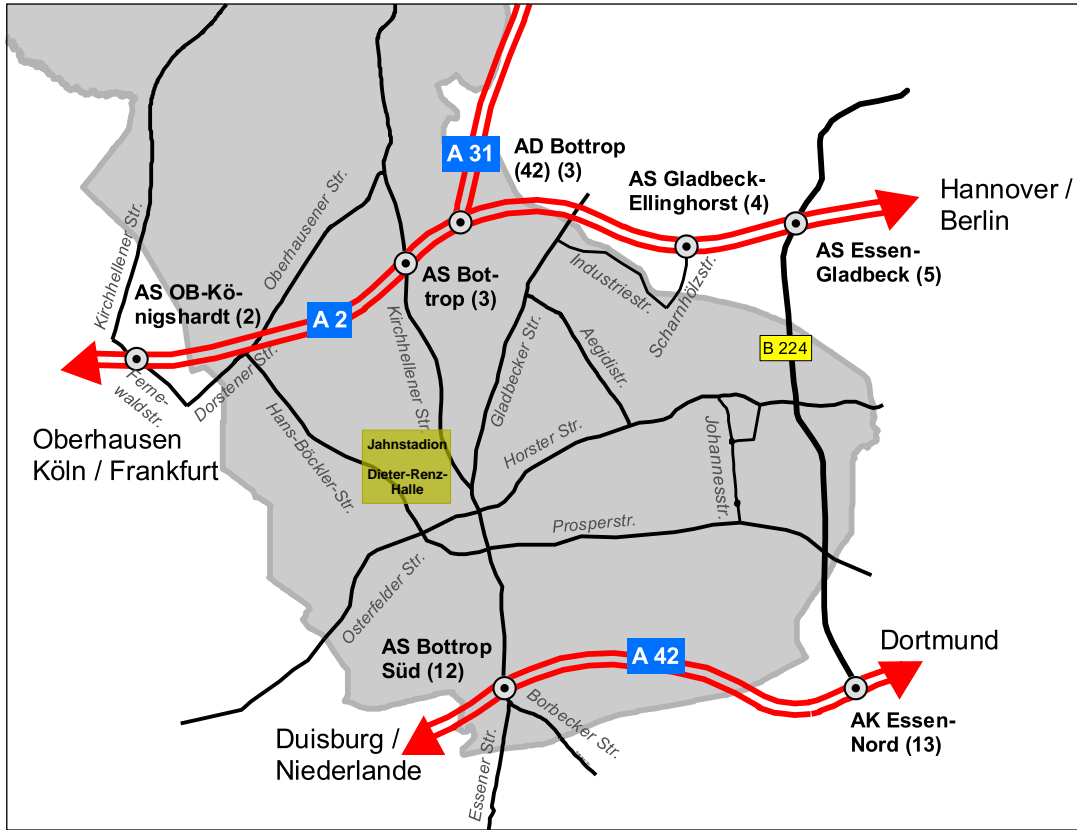 A 31
AD Bottrop
(42) (3)
AS Gladbeck-
Ellinghorst (4)
Hannover /
Berlin
Kirchhellener Str.
Oberhausener Str.
AS Essen-
Gladbeck (5)
AS Bot-
trop (3)
Industriestr.
Scharnhölzstr.
AS OB-Kö-
nigshardt (2)
A 2
Kirchhellener Str.
Gladbecker Str.
Aegidistr.
B 224
Ferne-
waldstr.
Dorstener Str.
Oberhausen
Köln / Frankfurt
Hans-Böckler-Str.
Jahnstadion
Dieter-Renz-
Halle
Horster Str.
Johannesstr.
Prosperstr.
Osterfelder Str.
AS Bottrop
Süd (12)
A 42
Dortmund
Duisburg /
Niederlande
Borbecker Str.
Essener Str.
AK Essen-
Nord (13)